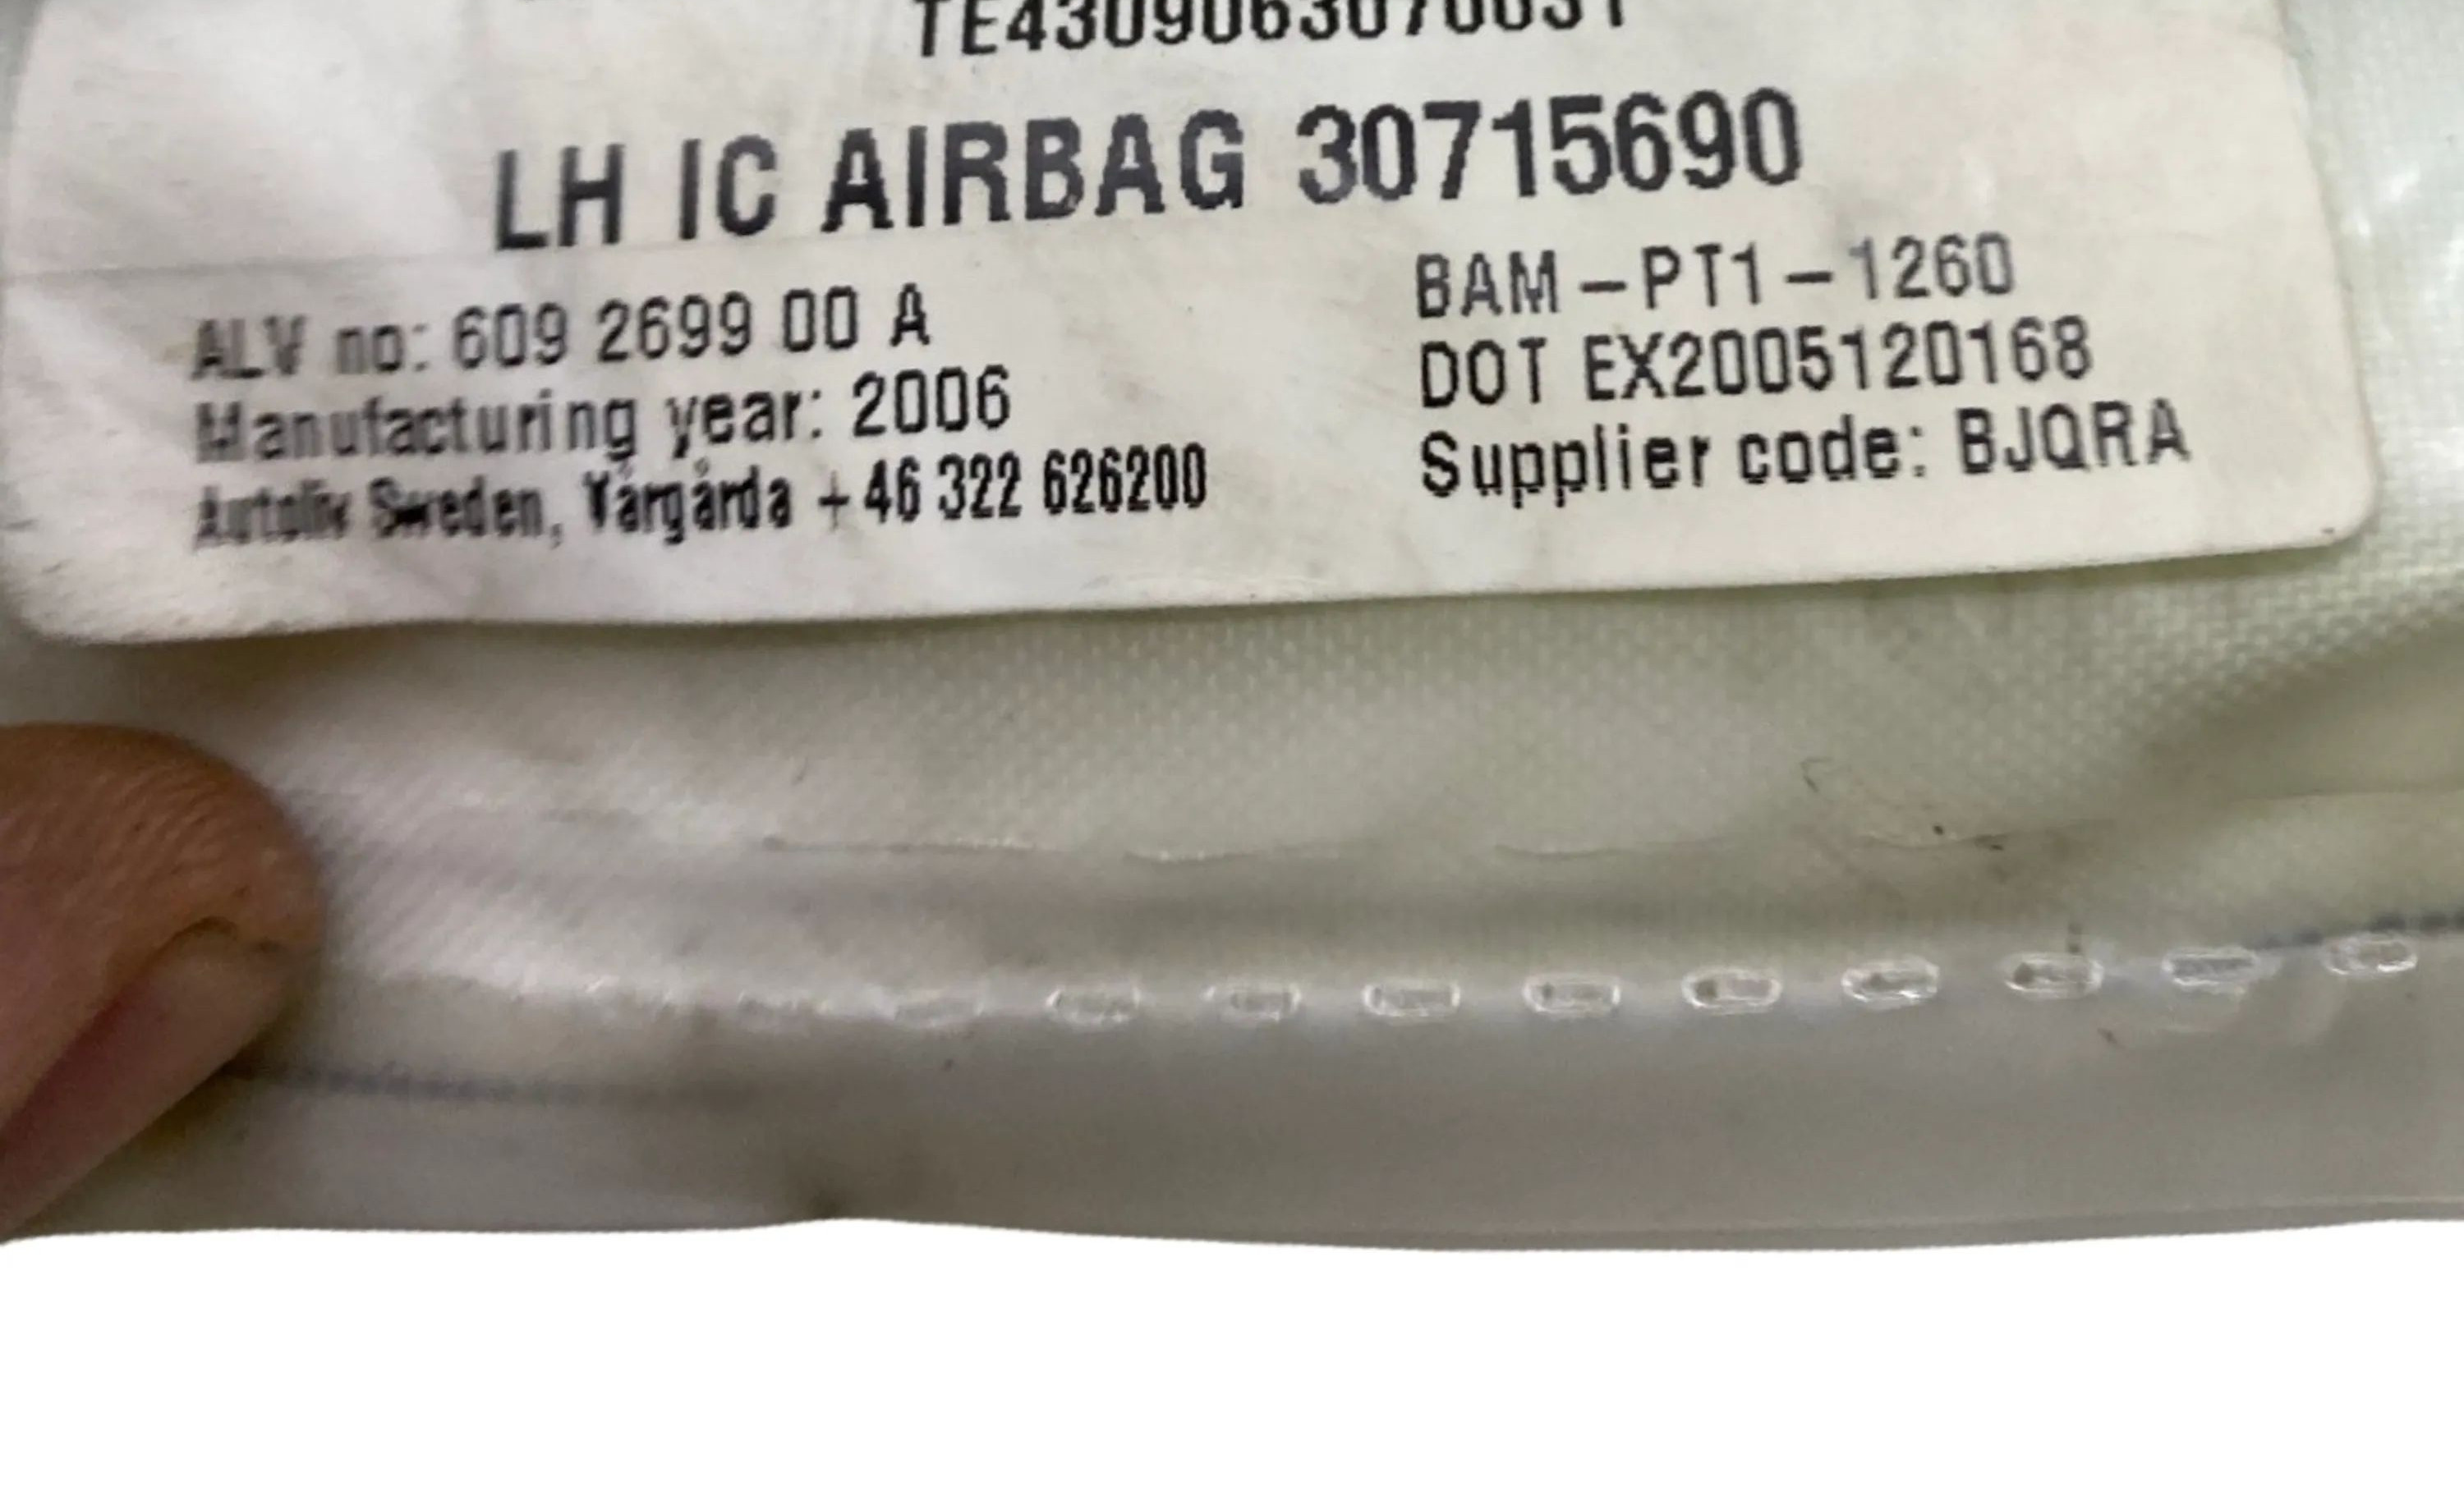 TE4309063070031
LH IC AIRBAG 30715690
ALV no: 609 2699 00 A
Manufacturing year: 2006
Autoliv Sweden, Vårgårda +46 322 626200
BAM-PT1-1260
DOT EX2005120168
Supplier code: BJQRA